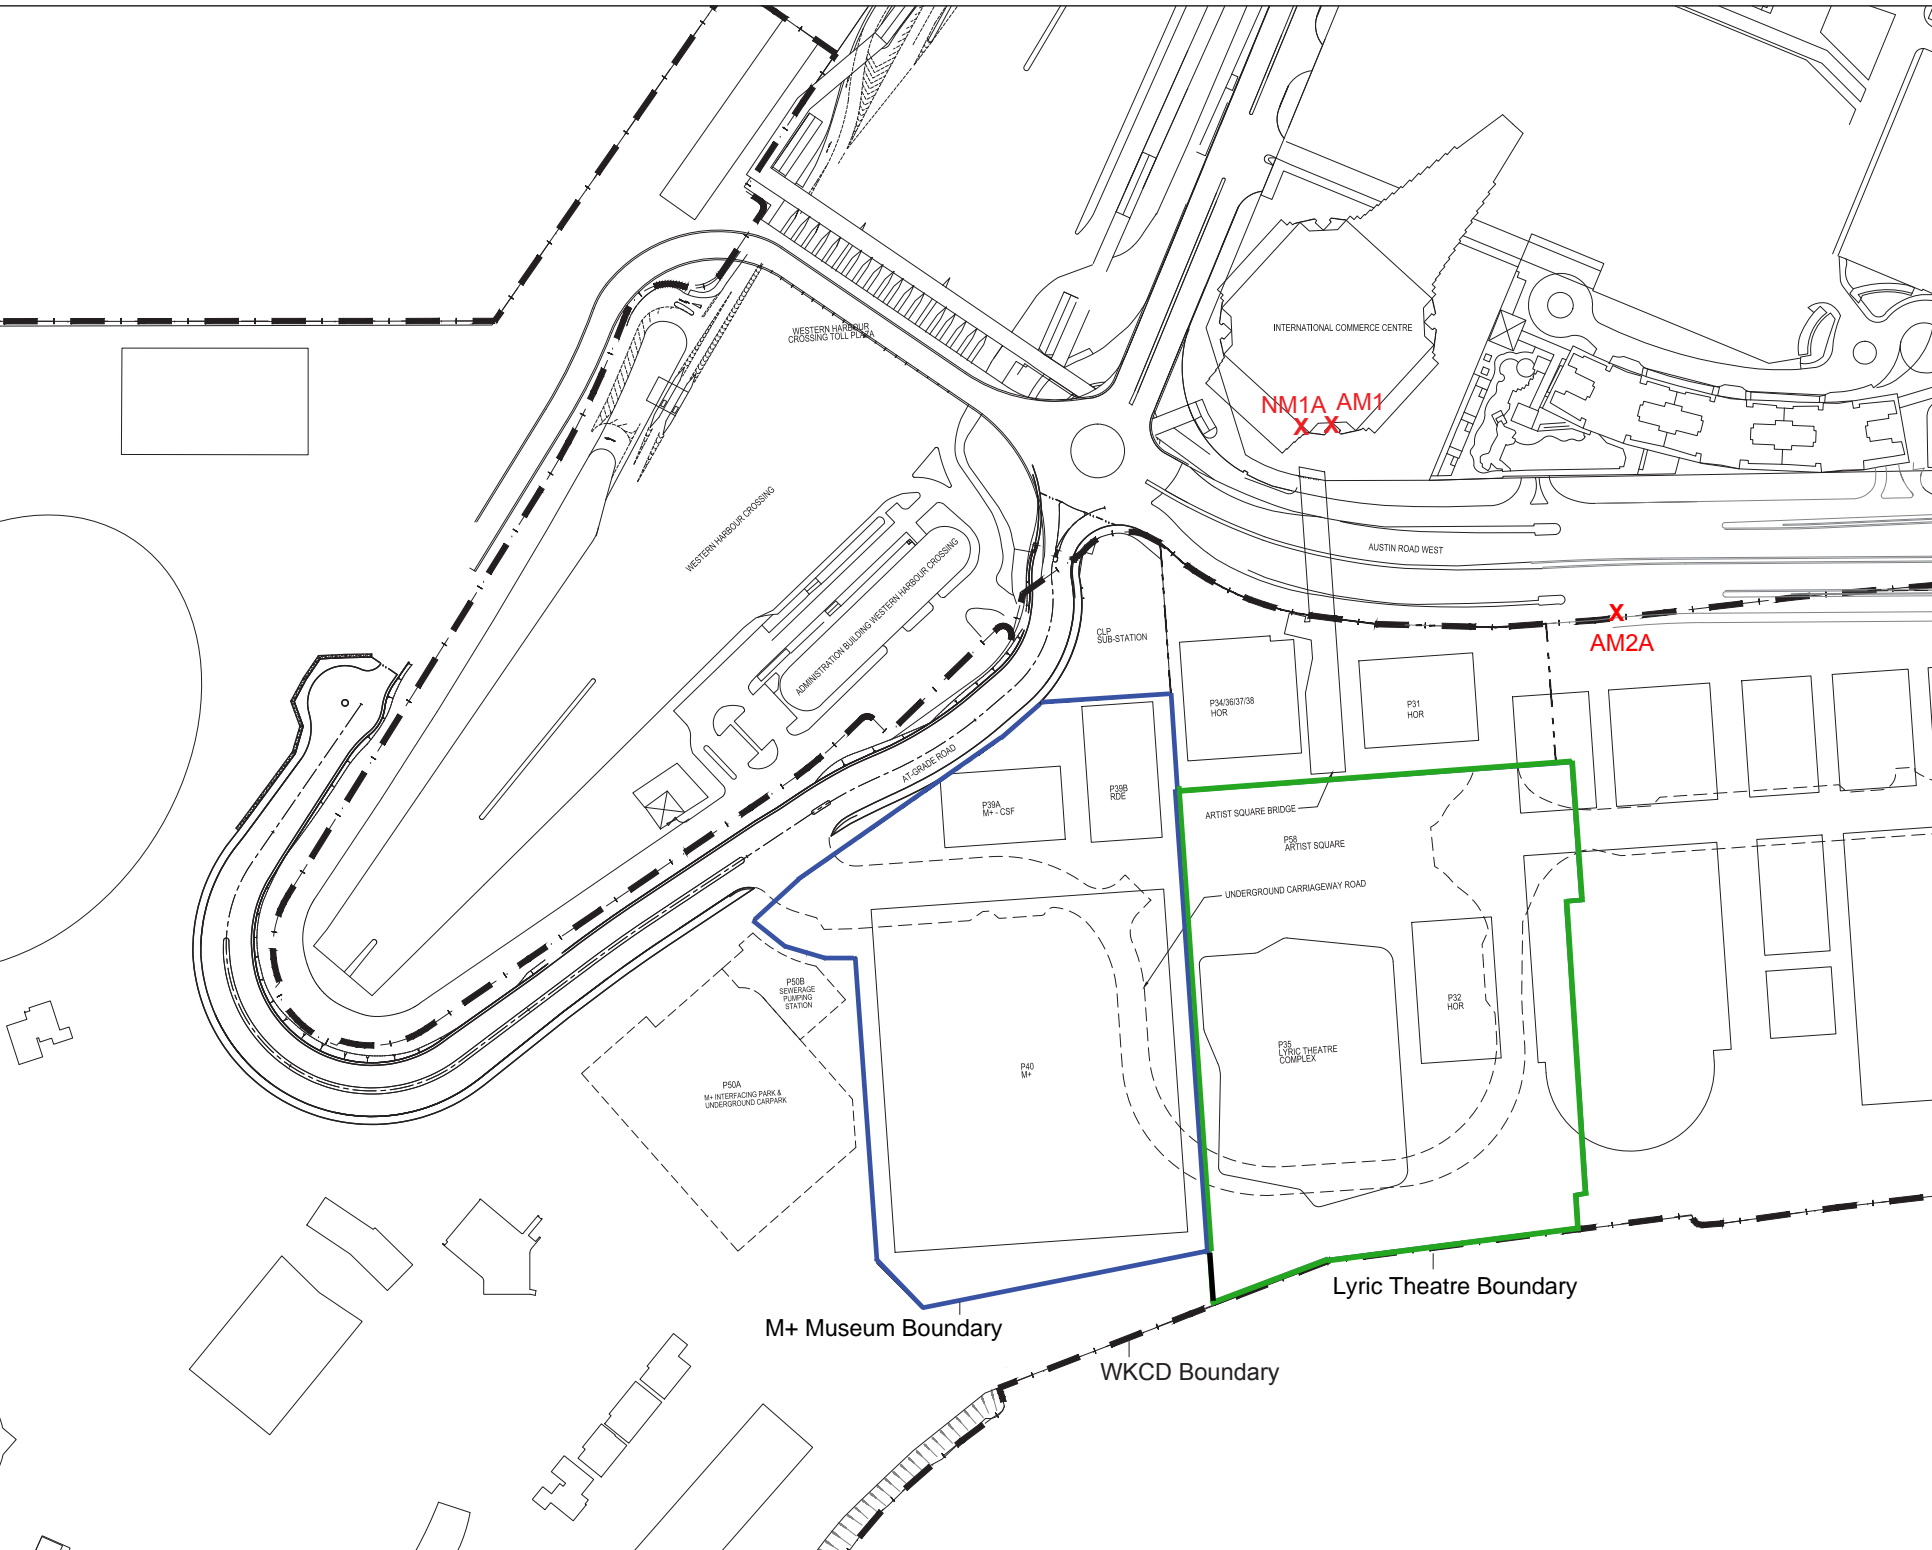 WESTERN HARBOUR
CROSSING TOLL PLAZA
INTERNATIONAL COMMERCE CENTRE
NM1A
AM1
X
X
WESTERN HARBOUR CROSSING
ADMINISTRATION BUILDING WESTERN HARBOUR CROSSING
AUSTIN ROAD WEST
X
AM2A
CLP
SUB-STATION
P34/36/37/38
HOR
P31
HOR
AT-GRADE ROAD
P39A
M+ - CSF
P39B
RDE
ARTIST SQUARE BRIDGE
P58
ARTIST SQUARE
UNDERGROUND CARRIAGEWAY ROAD
P50B
SEWERAGE
PUMPING
STATION
P32
HOR
P35
LYRIC THEATRE
COMPLEX
P40
M+
P50A
M+ INTERFACING PARK &
UNDERGROUND CARPARK
Lyric Theatre Boundary
M+ Museum Boundary
WKCD Boundary